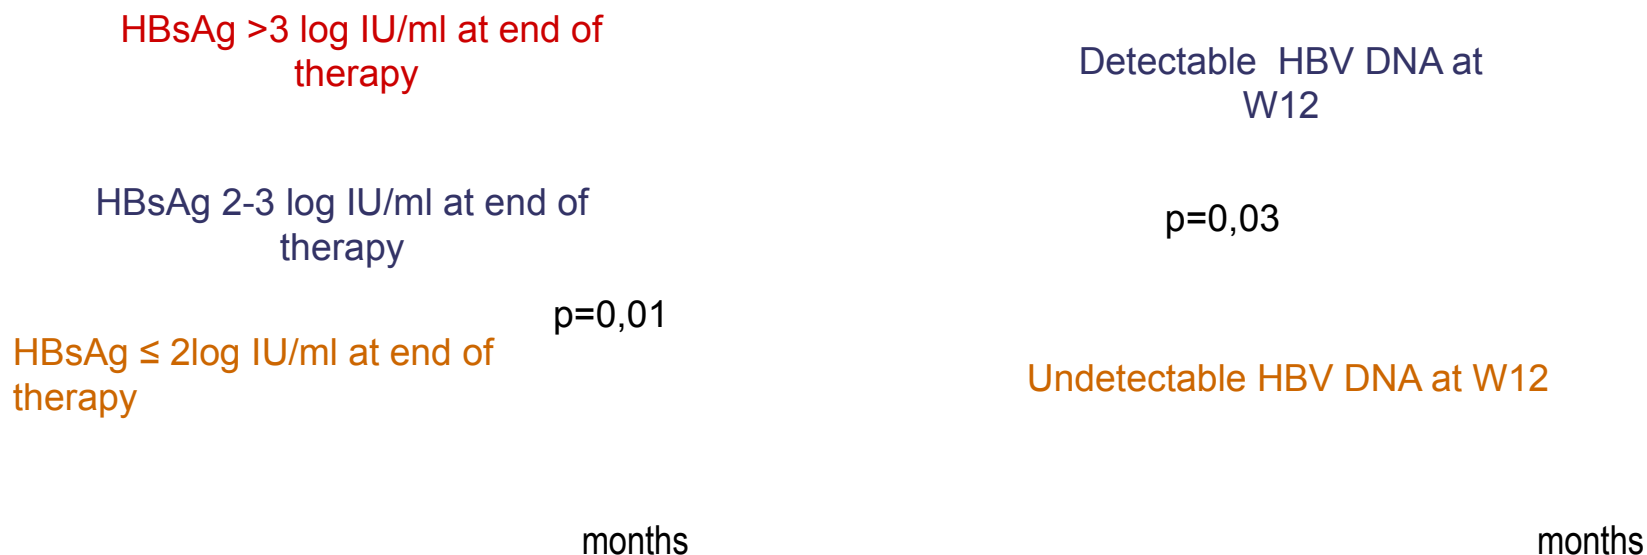 HBsAg >3 log IU/ml at end of
therapy
HBsAg 2-3 log IU/ml at end of
therapy
p=0,01
HBsAg ≤ 2log IU/ml at end of
therapy
months
Detectable HBV DNA at
W12
p=0,03
Undetectable HBV DNA at W12
months